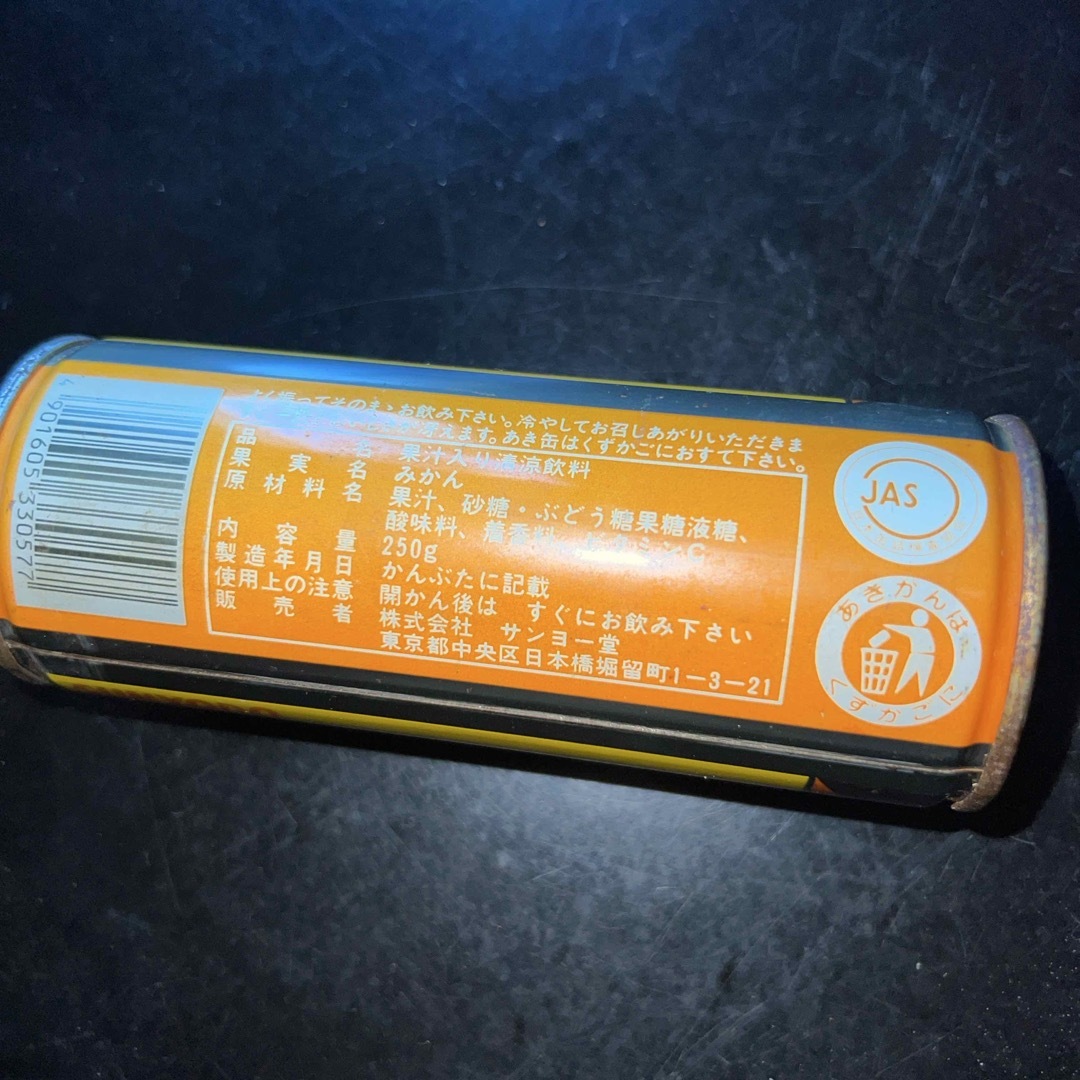 よく振ってそのまゝお飲み下さい。冷やしてお召しあがりいただきま
冴えます。あき缶はくずかごにおすて下さい。
品名 果汁入り清涼飲料
果実名 みかん
原材料名 果汁、砂糖・ぶどう糖果糖液糖、
酸味料、着香料、ビタミンC
内容量 250g
製造年月日 かんぶたに記載
使用上の注意 開かん後は すぐにお飲み下さい
販売者 株式会社 サンヨー堂
東京都中央区日本橋堀留町1-3-21
4 901605 330577
JAS
あきかんは
くずかごに